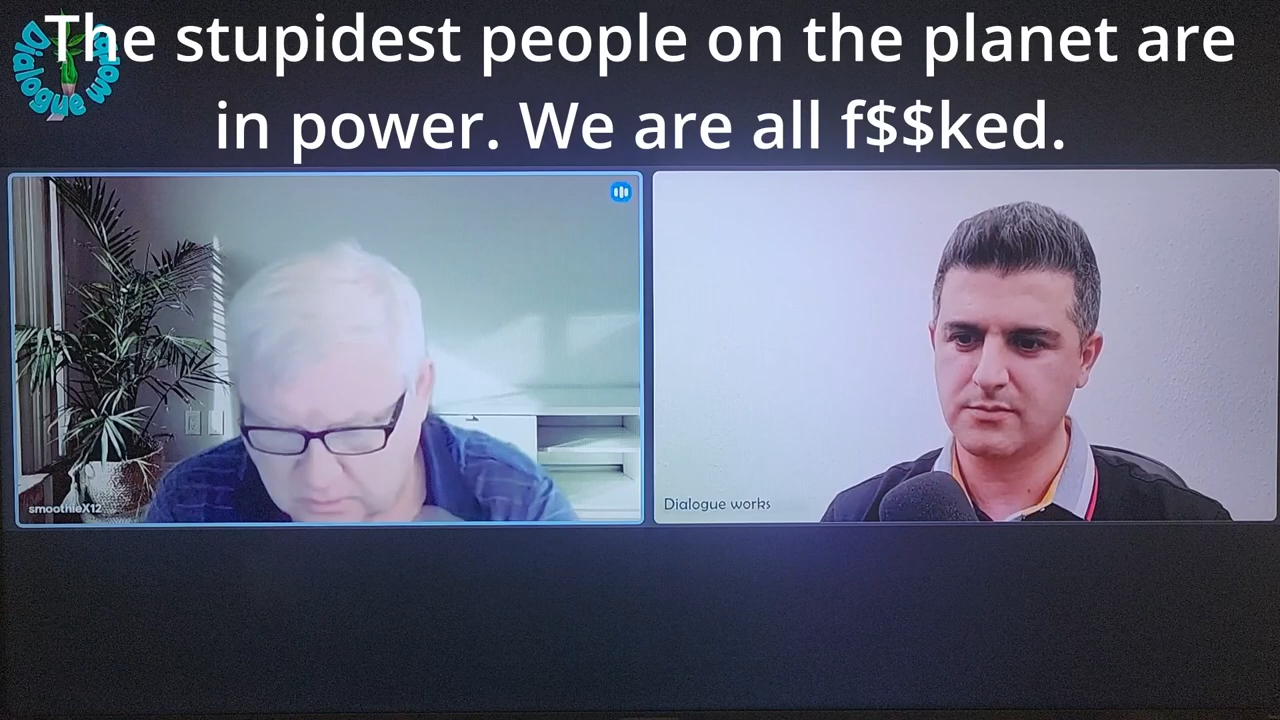 The stupidest people on the planet are
in power. We are all f$$ked.
Dialogue works
smoothieX12
Dialogue works